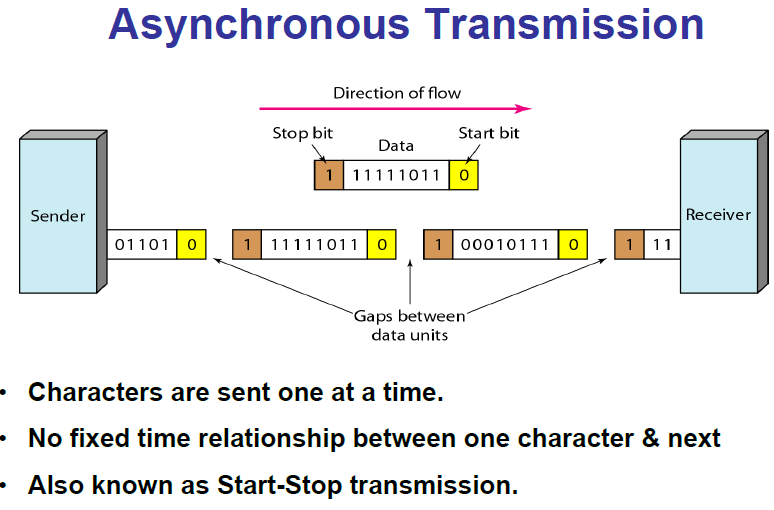 Asynchronous Transmission
Direction of flow
Stop bit
Data
Start bit
1 11111011 0
Sender
Receiver
01101 0
1 11111011 0
1 00010111 0
1 11
Gaps between
data units
• Characters are sent one at a time.
• No fixed time relationship between one character & next
• Also known as Start-Stop transmission.